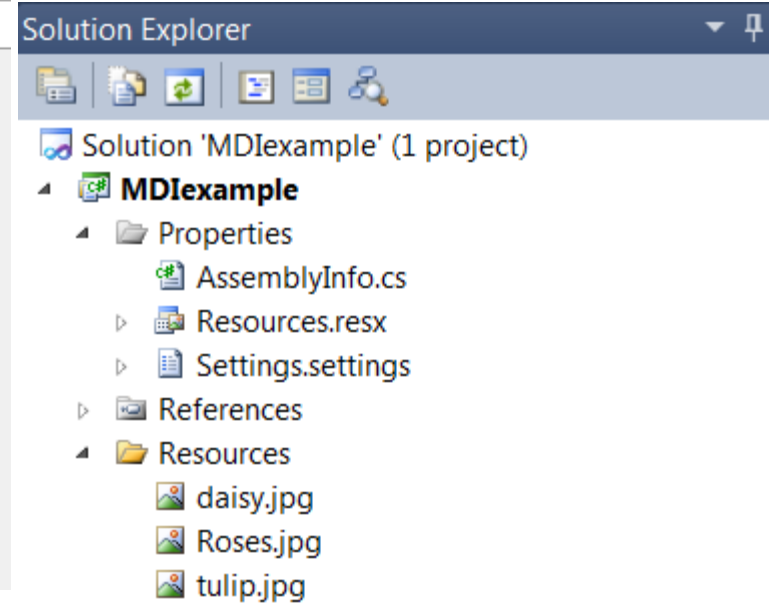 Solution Explorer
Solution 'MDIexample' (1 project)
MDIexample
Properties
AssemblyInfo.cs
Resources.resx
Settings.settings
References
Resources
daisy.jpg
Roses.jpg
tulip.jpg